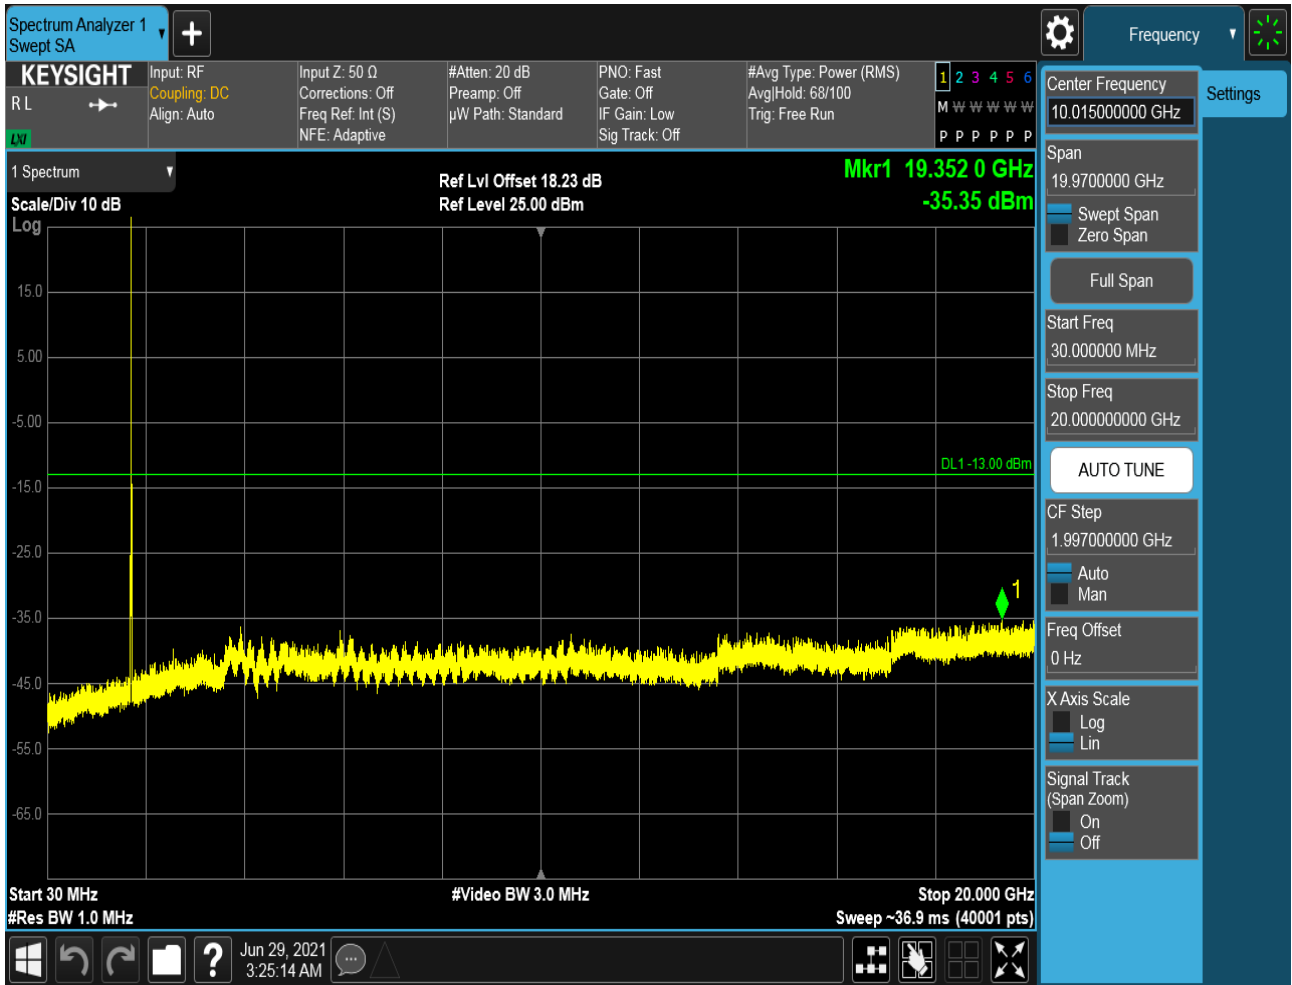 Spectrum Analyzer 1
Swept SA
Frequency
KEYSIGHT
R L
LXI
Input: RF
Coupling: DC
Align: Auto
Input Z: 50 Ω
Corrections: Off
Freq Ref: Int (S)
NFE: Adaptive
#Atten: 20 dB
Preamp: Off
µW Path: Standard
PNO: Fast
Gate: Off
IF Gain: Low
Sig Track: Off
#Avg Type: Power (RMS)
Avg|Hold: 68/100
Trig: Free Run
1 2 3 4 5 6
M W W W W W
P P P P P P
1 Spectrum
Scale/Div 10 dB
Log
Ref Lvl Offset 18.23 dB
Ref Level 25.00 dBm
Mkr1 19.352 0 GHz
-35.35 dBm
15.0
5.00
-5.00
-15.0
-25.0
-35.0
-45.0
-55.0
-65.0
DL1 -13.00 dBm
1
Start 30 MHz
#Res BW 1.0 MHz
#Video BW 3.0 MHz
Stop 20.000 GHz
Sweep ~36.9 ms (40001 pts)
Jun 29, 2021
3:25:14 AM
Center Frequency
10.015000000 GHz
Settings
Span
19.9700000 GHz
Swept Span
Zero Span
Full Span
Start Freq
30.000000 MHz
Stop Freq
20.000000000 GHz
AUTO TUNE
CF Step
1.997000000 GHz
Auto
Man
Freq Offset
0 Hz
X Axis Scale
Log
Lin
Signal Track
(Span Zoom)
On
Off